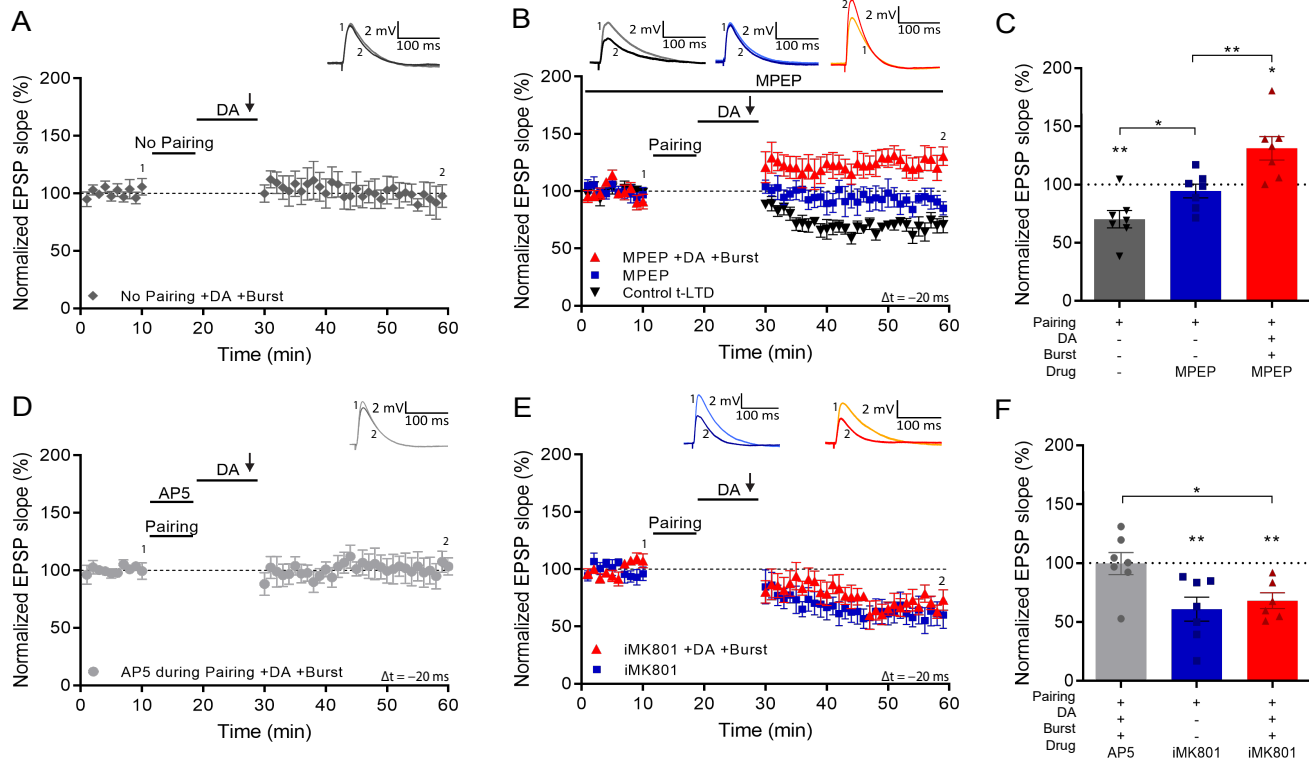 A
1
2
2 mV
100 ms
Normalized EPSP slope (%)
200
150
100
50
0
DA
No Pairing
1
2
No Pairing +DA +Burst
0 10 20 30 40 50 60
Time (min)
B
1
2
2 mV
100 ms
1
2
2 mV
100 ms
2
1
2 mV
100 ms
MPEP
Normalized EPSP slope (%)
200
150
100
50
0
DA
Pairing
1
2
MPEP +DA +Burst
MPEP
Control t-LTD
Δt = −20 ms
0 10 20 30 40 50 60
Time (min)
C
Normalized EPSP slope (%)
200
150
100
50
0
**
*
**
*
Pairing + + +
DA - - +
Burst - - +
Drug - MPEP MPEP
D
1
2
2 mV
100 ms
Normalized EPSP slope (%)
200
150
100
50
0
DA
AP5
Pairing
1
2
AP5 during Pairing +DA +Burst
Δt = −20 ms
0 10 20 30 40 50 60
Time (min)
E
1
2
2 mV
100 ms
1
2
2 mV
100 ms
Normalized EPSP slope (%)
200
150
100
50
0
DA
Pairing
1
2
iMK801 +DA +Burst
iMK801
Δt = −20 ms
0 10 20 30 40 50 60
Time (min)
F
Normalized EPSP slope (%)
200
150
100
50
0
*
**
**
Pairing + + +
DA + - +
Burst + - +
Drug AP5 iMK801 iMK801